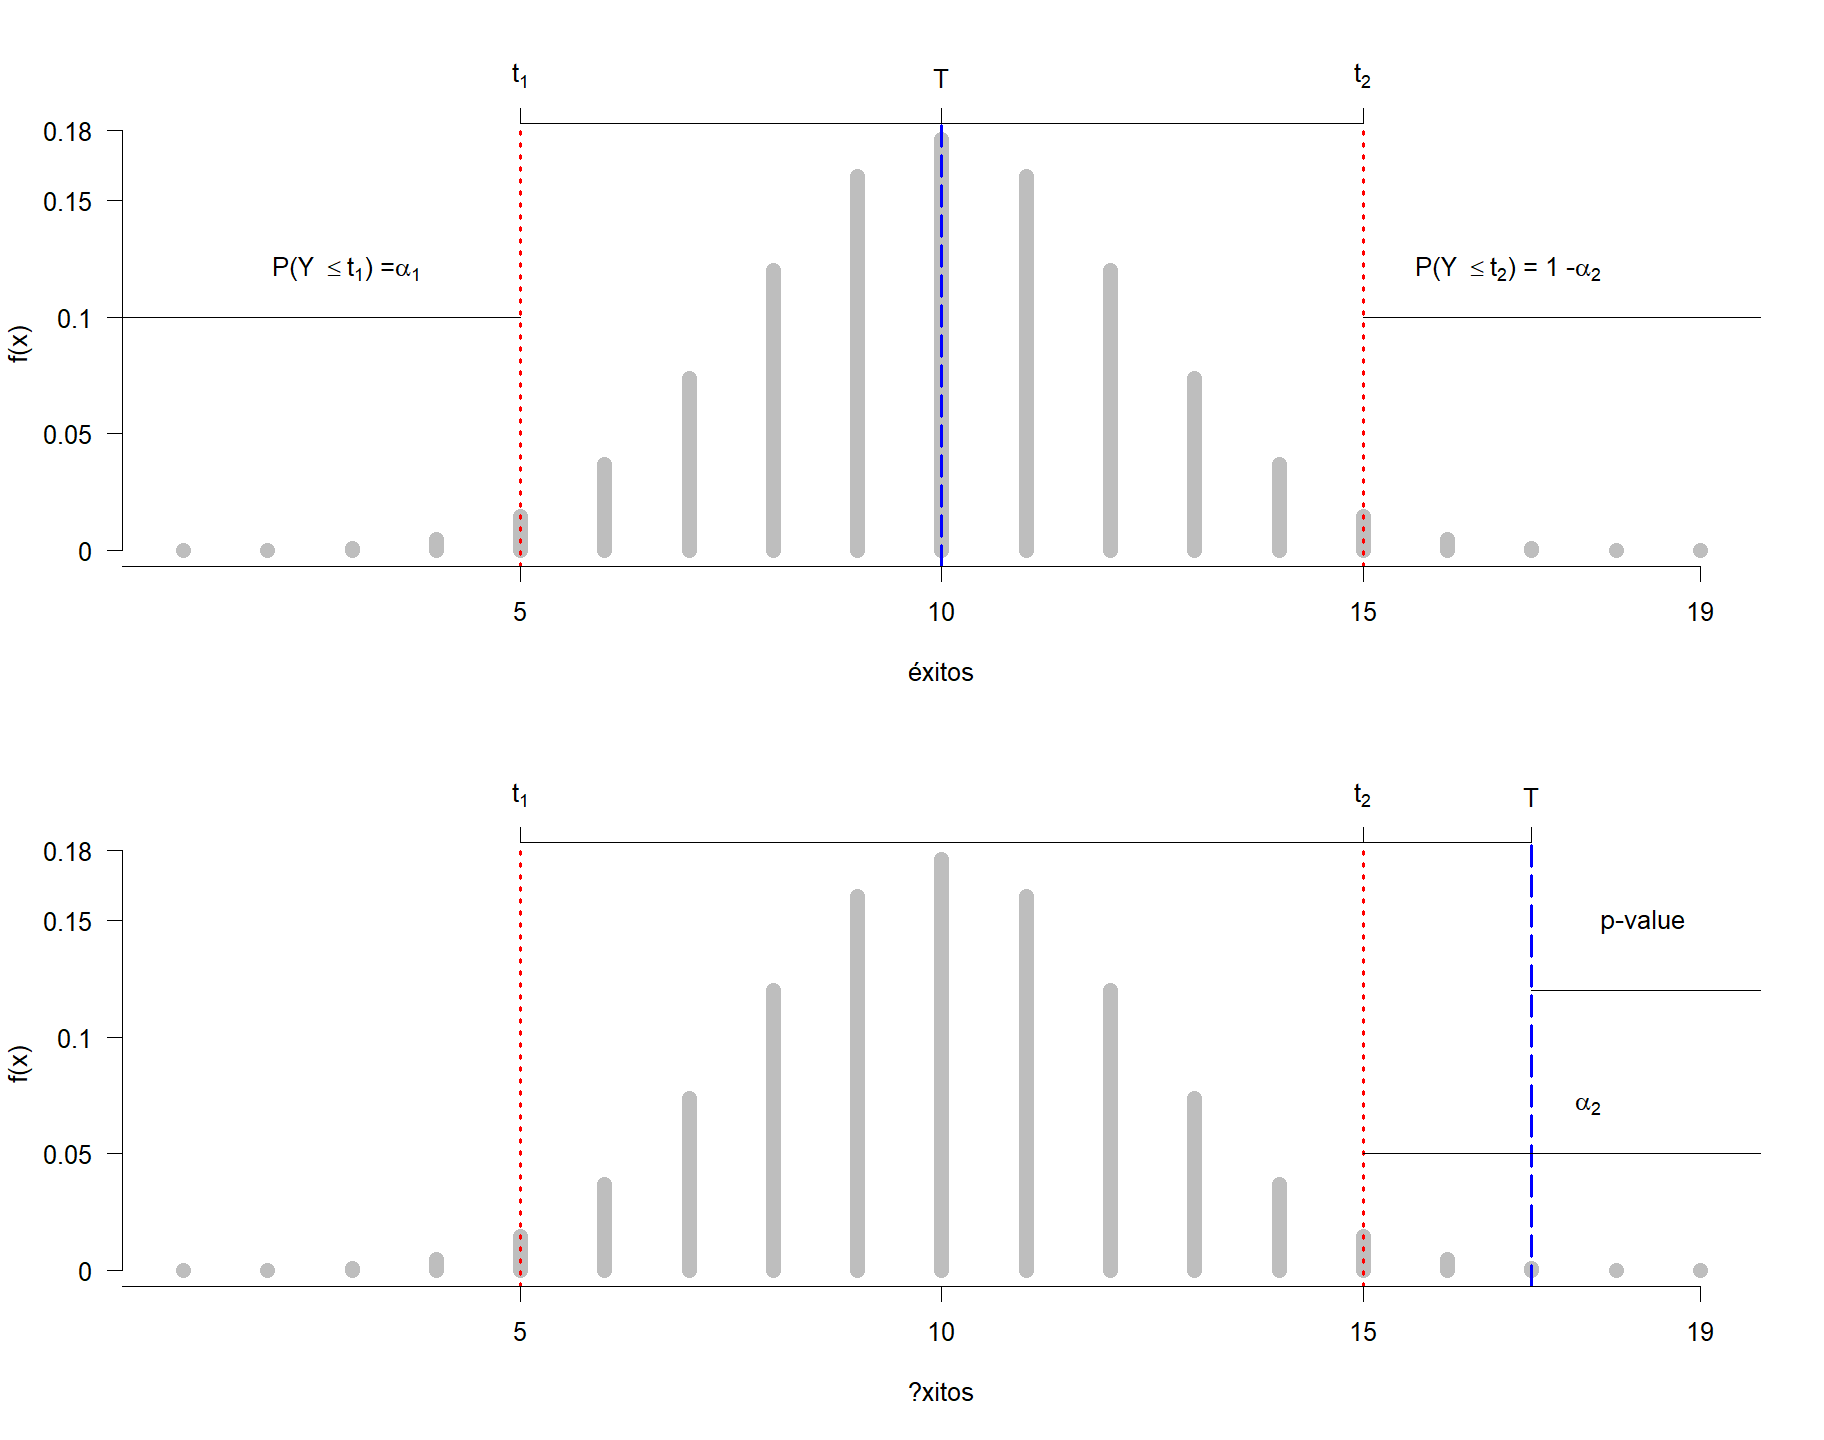 t1 T t2
0.18
0.15
P(Y ≤ t1) =α1 P(Y ≤ t2) = 1 -α2
0.1
f(x)
0.05
0
5 10 15 19
éxitos
t1 t2 T
0.18
0.15 p-value
0.1
f(x)
α2
0.05
0
5 10 15 19
?xitos